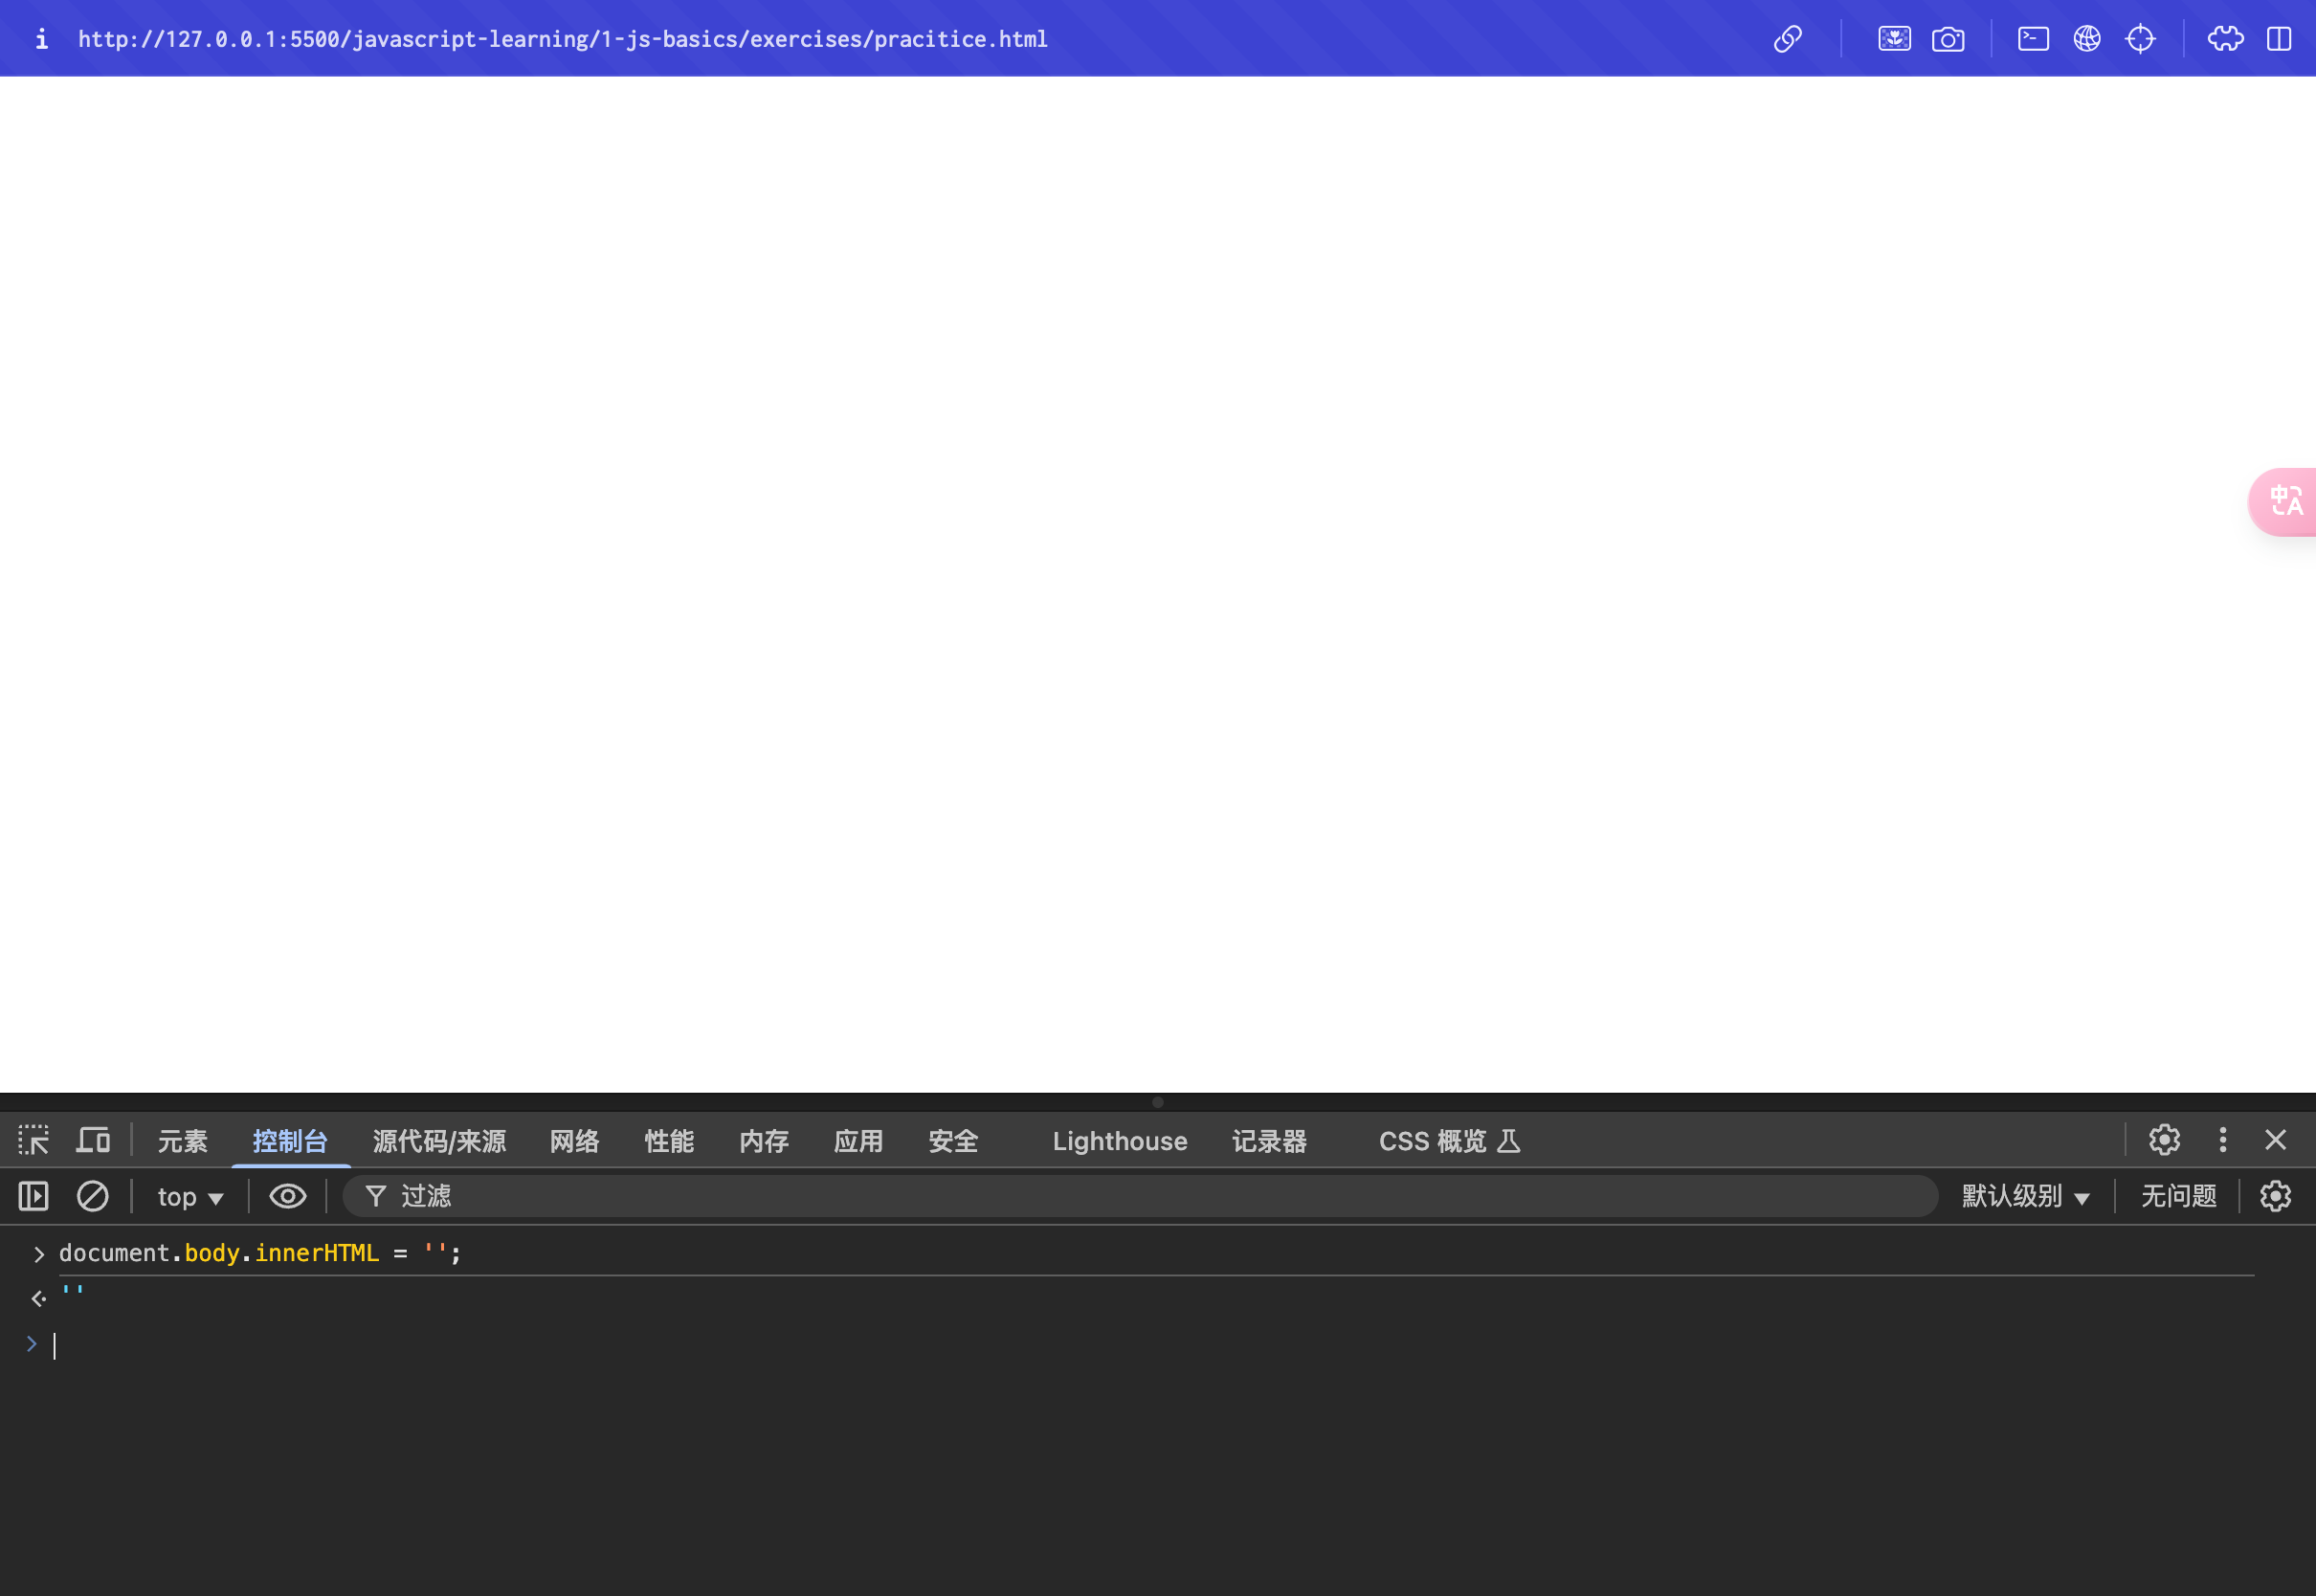 http://127.0.0.1:5500/javascript-learning/1-js-basics/exercises/pracitice.html
元素 控制台 源代码/来源 网络 性能 内存 应用 安全 Lighthouse 记录器 CSS 概览
top 过滤 默认级别 无问题
document.body.innerHTML = '';
''